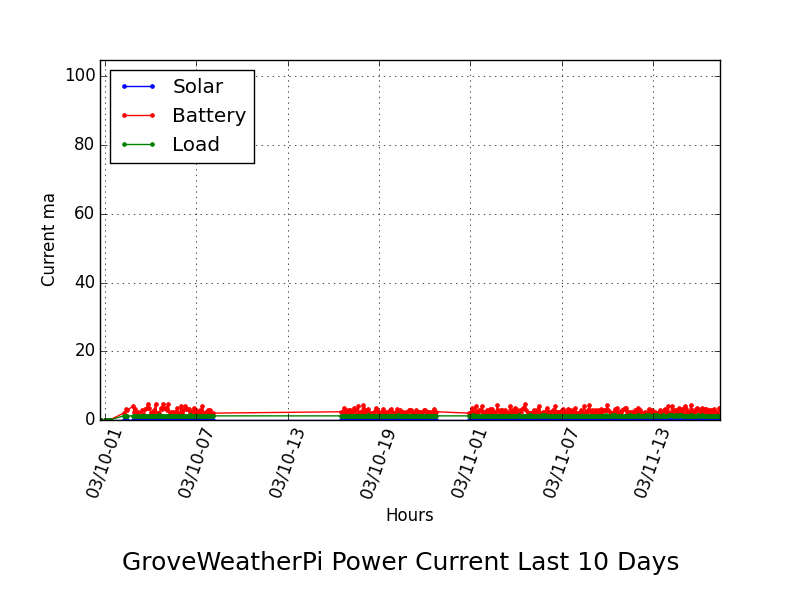 100
80
60
40
20
0
Current ma
Solar
Battery
Load
03/10-01
03/10-07
03/10-13
03/10-19
03/11-01
03/11-07
03/11-13
Hours
GroveWeatherPi Power Current Last 10 Days